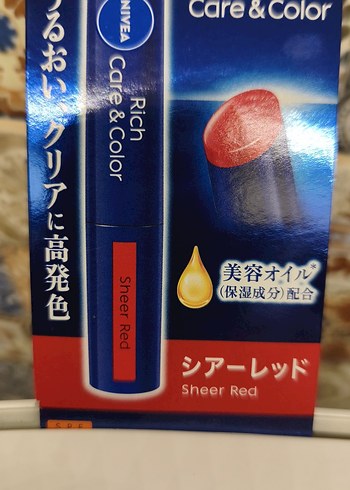 Care & Color
NIVEA
Rich
Care & Color
Sheer Red
うるおい、クリアに高発色
美容オイル*
(保湿成分)配合
シアーレッド
Sheer Red